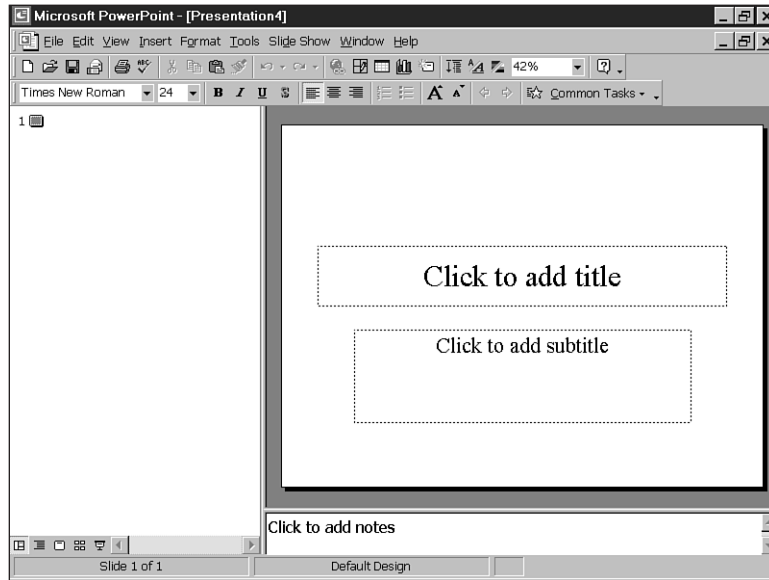 Microsoft PowerPoint - [Presentation4]
File Edit View Insert Format Tools Slide Show Window Help
ABC 42%
Times New Roman 24 B I U S A A Common Tasks
1
Click to add title
Click to add subtitle
Click to add notes
Slide 1 of 1 Default Design